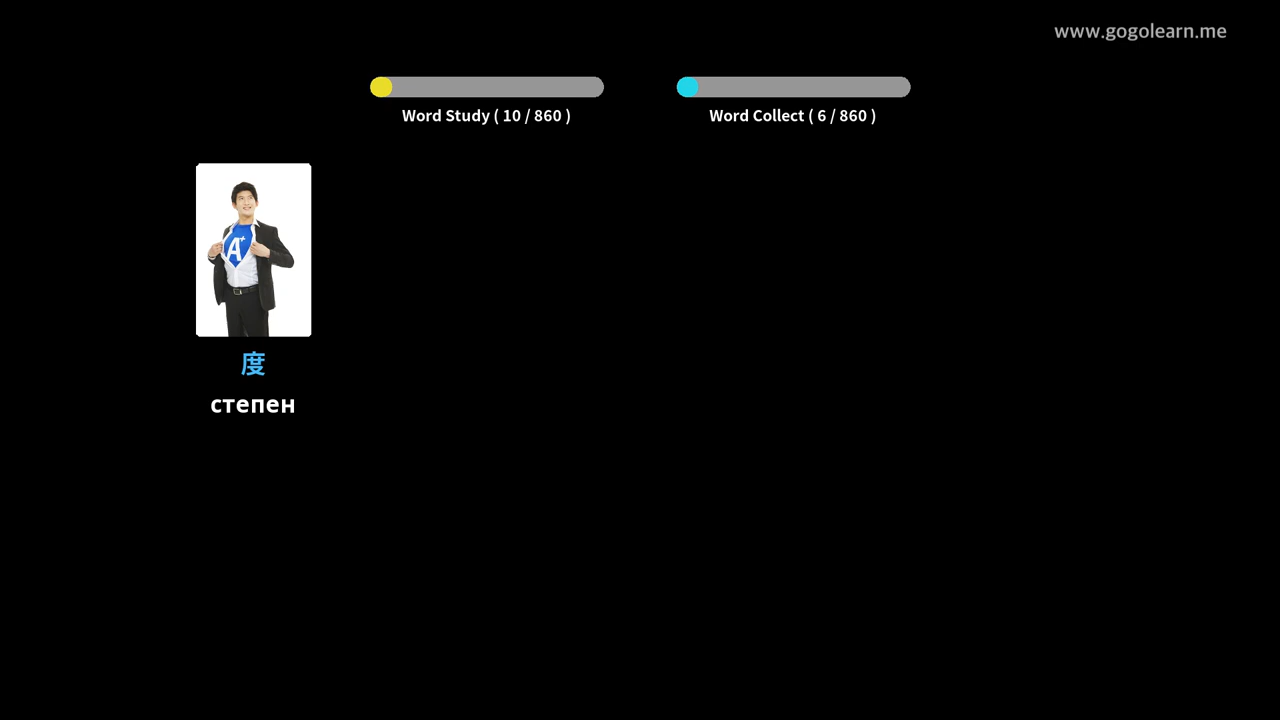 www.gogolearn.me
Word Study ( 10 / 860 )
Word Collect ( 6 / 860 )
A+
度
степен